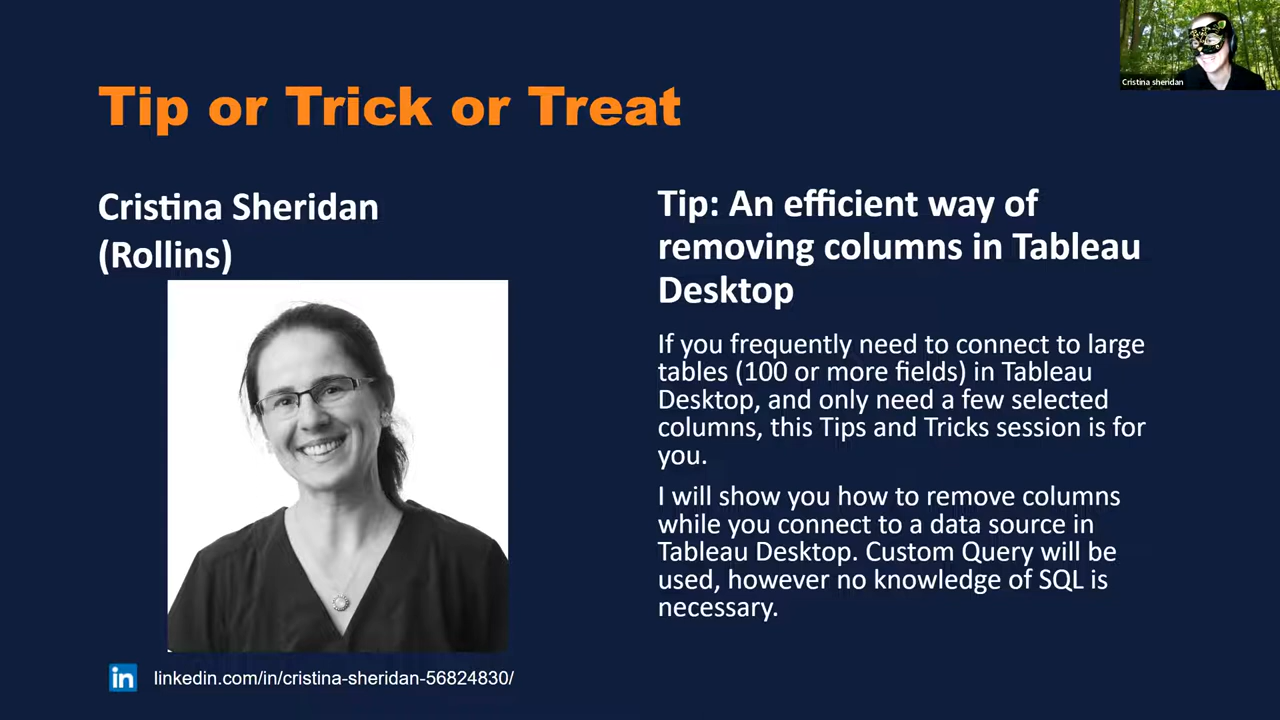 Cristina sheridan
Tip or Trick or Treat
Cristina Sheridan
(Rollins)
Tip: An efficient way of
removing columns in Tableau
Desktop
If you frequently need to connect to large
tables (100 or more fields) in Tableau
Desktop, and only need a few selected
columns, this Tips and Tricks session is for
you.
I will show you how to remove columns
while you connect to a data source in
Tableau Desktop. Custom Query will be
used, however no knowledge of SQL is
necessary.
in
linkedin.com/in/cristina-sheridan-56824830/